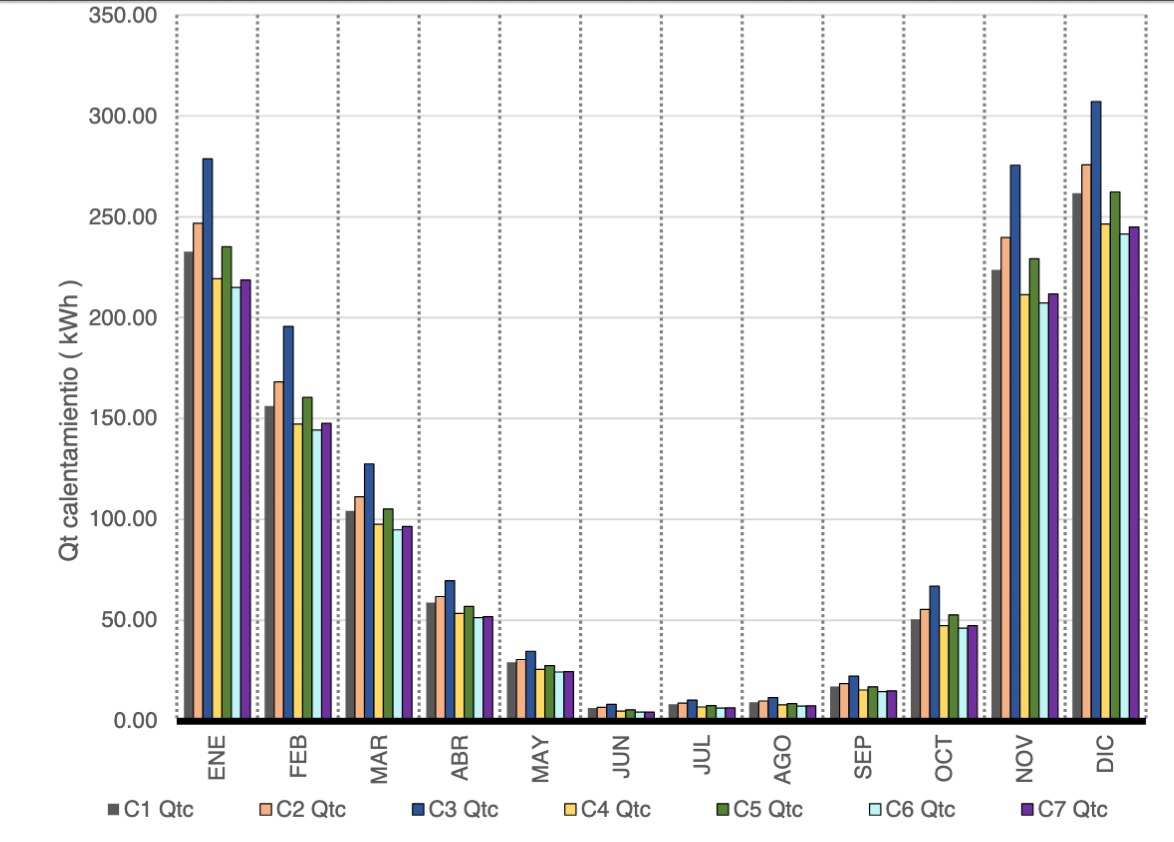 350.00
300.00
250.00
200.00
150.00
100.00
50.00
0.00
Qt calentamientio ( kWh )
ENE
FEB
MAR
ABR
MAY
JUN
JUL
AGO
SEP
OCT
NOV
DIC
C1 Qtc C2 Qtc C3 Qtc C4 Qtc C5 Qtc C6 Qtc C7 Qtc